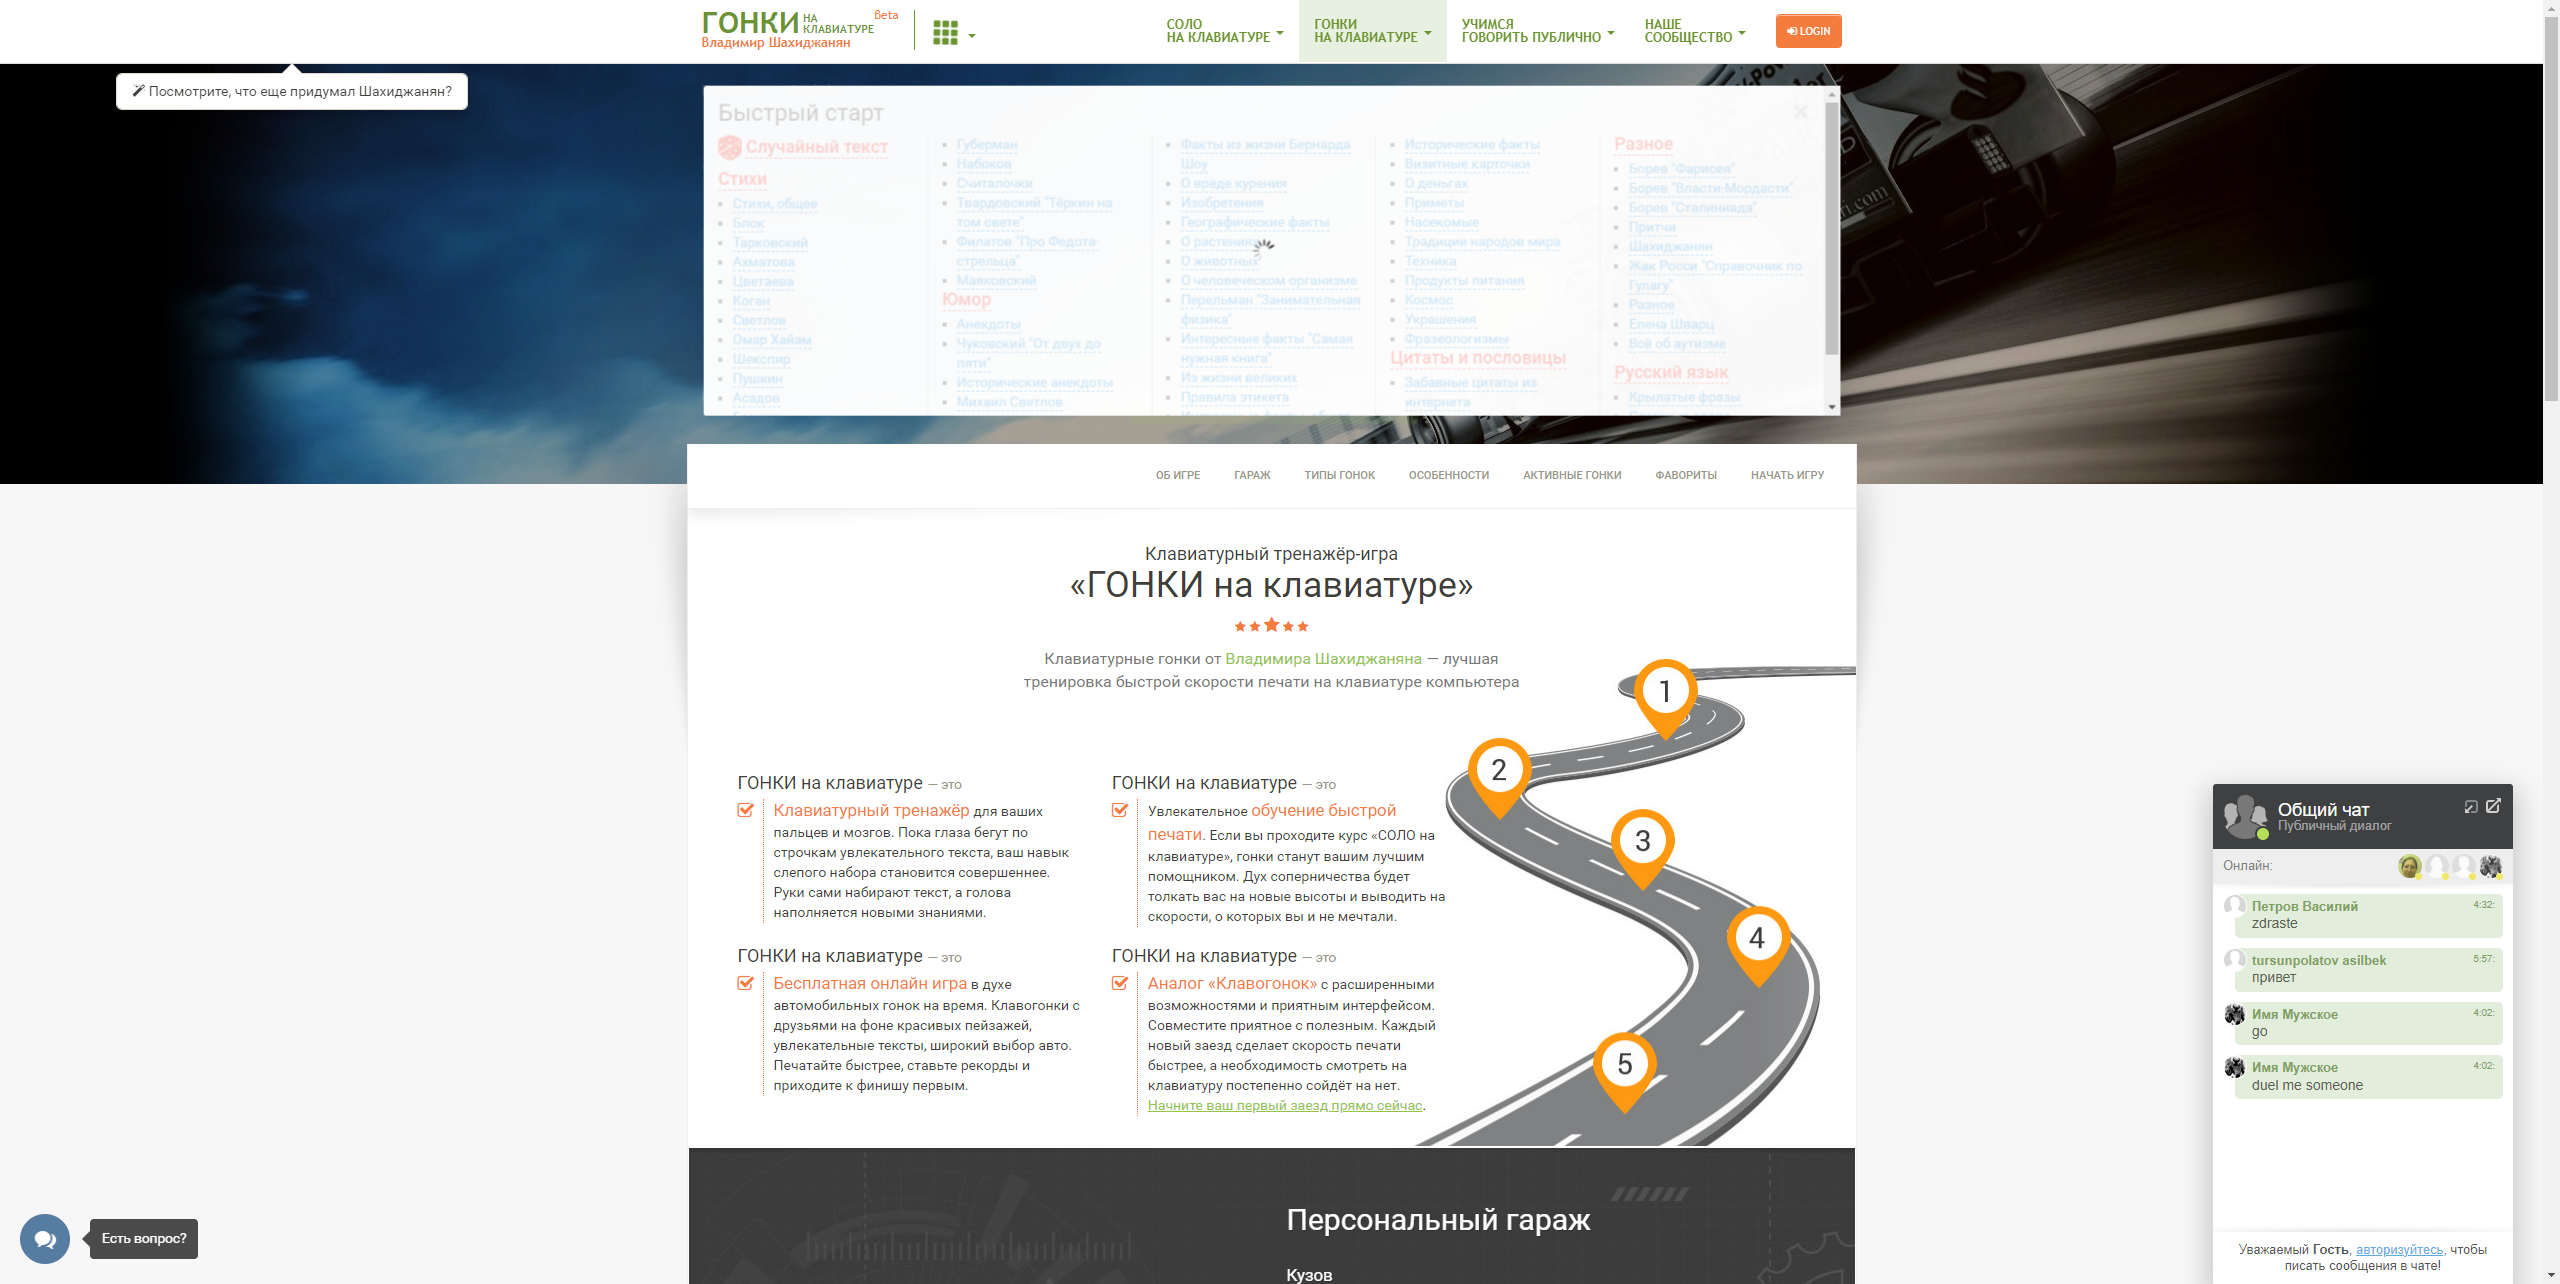 ГОНКИ НА КЛАВИАТУРЕ Beta
Владимир Шахиджанян
СОЛО
НА КЛАВИАТУРЕ
ГОНКИ
НА КЛАВИАТУРЕ
УЧИМСЯ
ГОВОРИТЬ ПУБЛИЧНО
НАШЕ
СООБЩЕСТВО
LOGIN
Посмотрите, что еще придумал Шахиджанян?
Быстрый старт
Случайный текст
Стихи
Стихи, общее
Блок
Тарковский
Ахматова
Цветаева
Коган
Светлов
Омар Хайам
Шекспир
Пушкин
Асадов
Губерман
Набоков
Считалочки
Твардовский "Тёркин на
том свете"
Филатов "Про Федота-
стрельца"
Маяковский
Юмор
Анекдоты
Чуковский "От двух до
пяти"
Исторические анекдоты
Михаил Светлов
Факты из жизни Бернарда
Шоу
О вреде курения
Изобретения
Географические факты
О растения
О животных
О человеческом организме
Перельман "Занимательная
физика"
Интересные факты "Самая
нужная книга"
Из жизни великих
Правила этикета
Исторические факты
Визитные карточки
О деньгах
Приметы
Насекомые
Традиции народов мира
Техника
Продукты питания
Космос
Украшения
Фразеологизмы
Цитаты и пословицы
Забавные цитаты из
интернета
Разное
Борев "Фарисея"
Борев "Власти-Мордасти"
Борев "Сталиниада"
Притчи
Шахиджанян
Жак Росси "Справочник по
Гулагу"
Разное
Елена Шварц
Всё об аутизме
Русский язык
Крылатые фразы
ОБ ИГРЕ
ГАРАЖ
ТИПЫ ГОНОК
ОСОБЕННОСТИ
АКТИВНЫЕ ГОНКИ
ФАВОРИТЫ
НАЧАТЬ ИГРУ
Клавиатурный тренажёр-игра
«ГОНКИ на клавиатуре»
Клавиатурные гонки от Владимира Шахиджаняна — лучшая
тренировка быстрой скорости печати на клавиатуре компьютера
1
2
3
4
5
ГОНКИ на клавиатуре — это
Клавиатурный тренажёр для ваших
пальцев и мозгов. Пока глаза бегут по
строчкам увлекательного текста, ваш навык
слепого набора становится совершеннее.
Руки сами набирают текст, а голова
наполняется новыми знаниями.
ГОНКИ на клавиатуре — это
Увлекательное обучение быстрой
печати. Если вы проходите курс «СОЛО на
клавиатуре», гонки станут вашим лучшим
помощником. Дух соперничества будет
толкать вас на новые высоты и выводить на
скорости, о которых вы и не мечтали.
ГОНКИ на клавиатуре — это
Бесплатная онлайн игра в духе
автомобильных гонок на время. Клавогонки с
друзьями на фоне красивых пейзажей,
увлекательные тексты, широкий выбор авто.
Печатайте быстрее, ставьте рекорды и
приходите к финишу первым.
ГОНКИ на клавиатуре — это
Аналог «Клавогонок» с расширенными
возможностями и приятным интерфейсом.
Совместите приятное с полезным. Каждый
новый заезд сделает скорость печати
быстрее, а необходимость смотреть на
клавиатуру постепенно сойдёт на нет.
Начните ваш первый заезд прямо сейчас.
Персональный гараж
Кузов
Есть вопрос?
Общий чат
Публичный диалог
Онлайн:
Петров Василий 4:32:
zdraste
tursunpolatov asilbek 5:57:
привет
Имя Мужское 4:02:
go
Имя Мужское 4:02:
duel me someone
Уважаемый Гость, авторизуйтесь, чтобы
писать сообщения в чате!